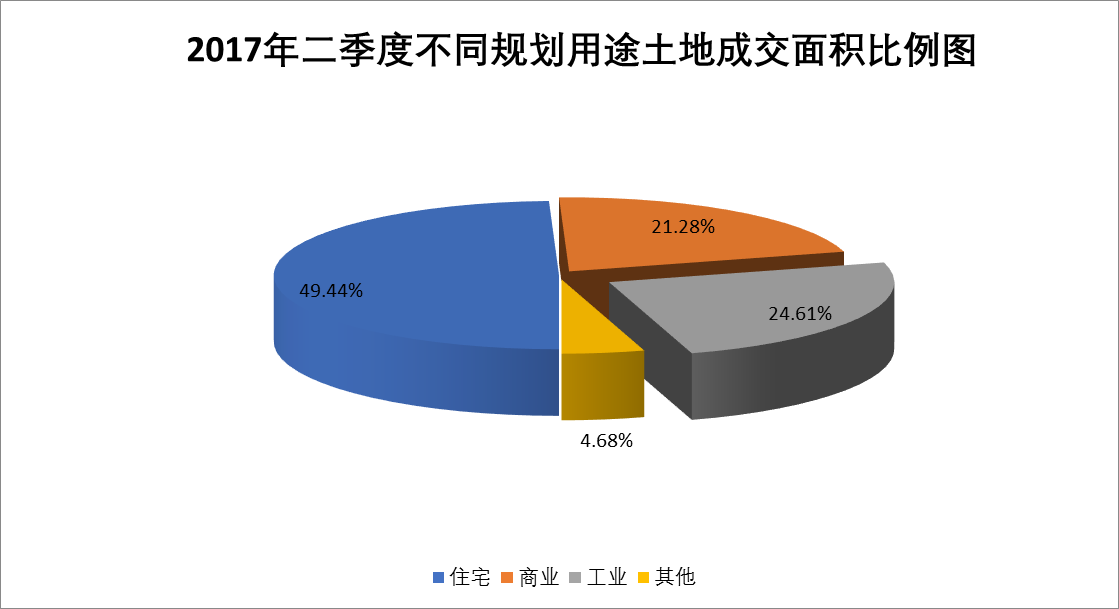 2017年二季度不同规划用途土地成交面积比例图
21.28%
49.44%
24.61%
4.68%
住宅 商业 工业 其他